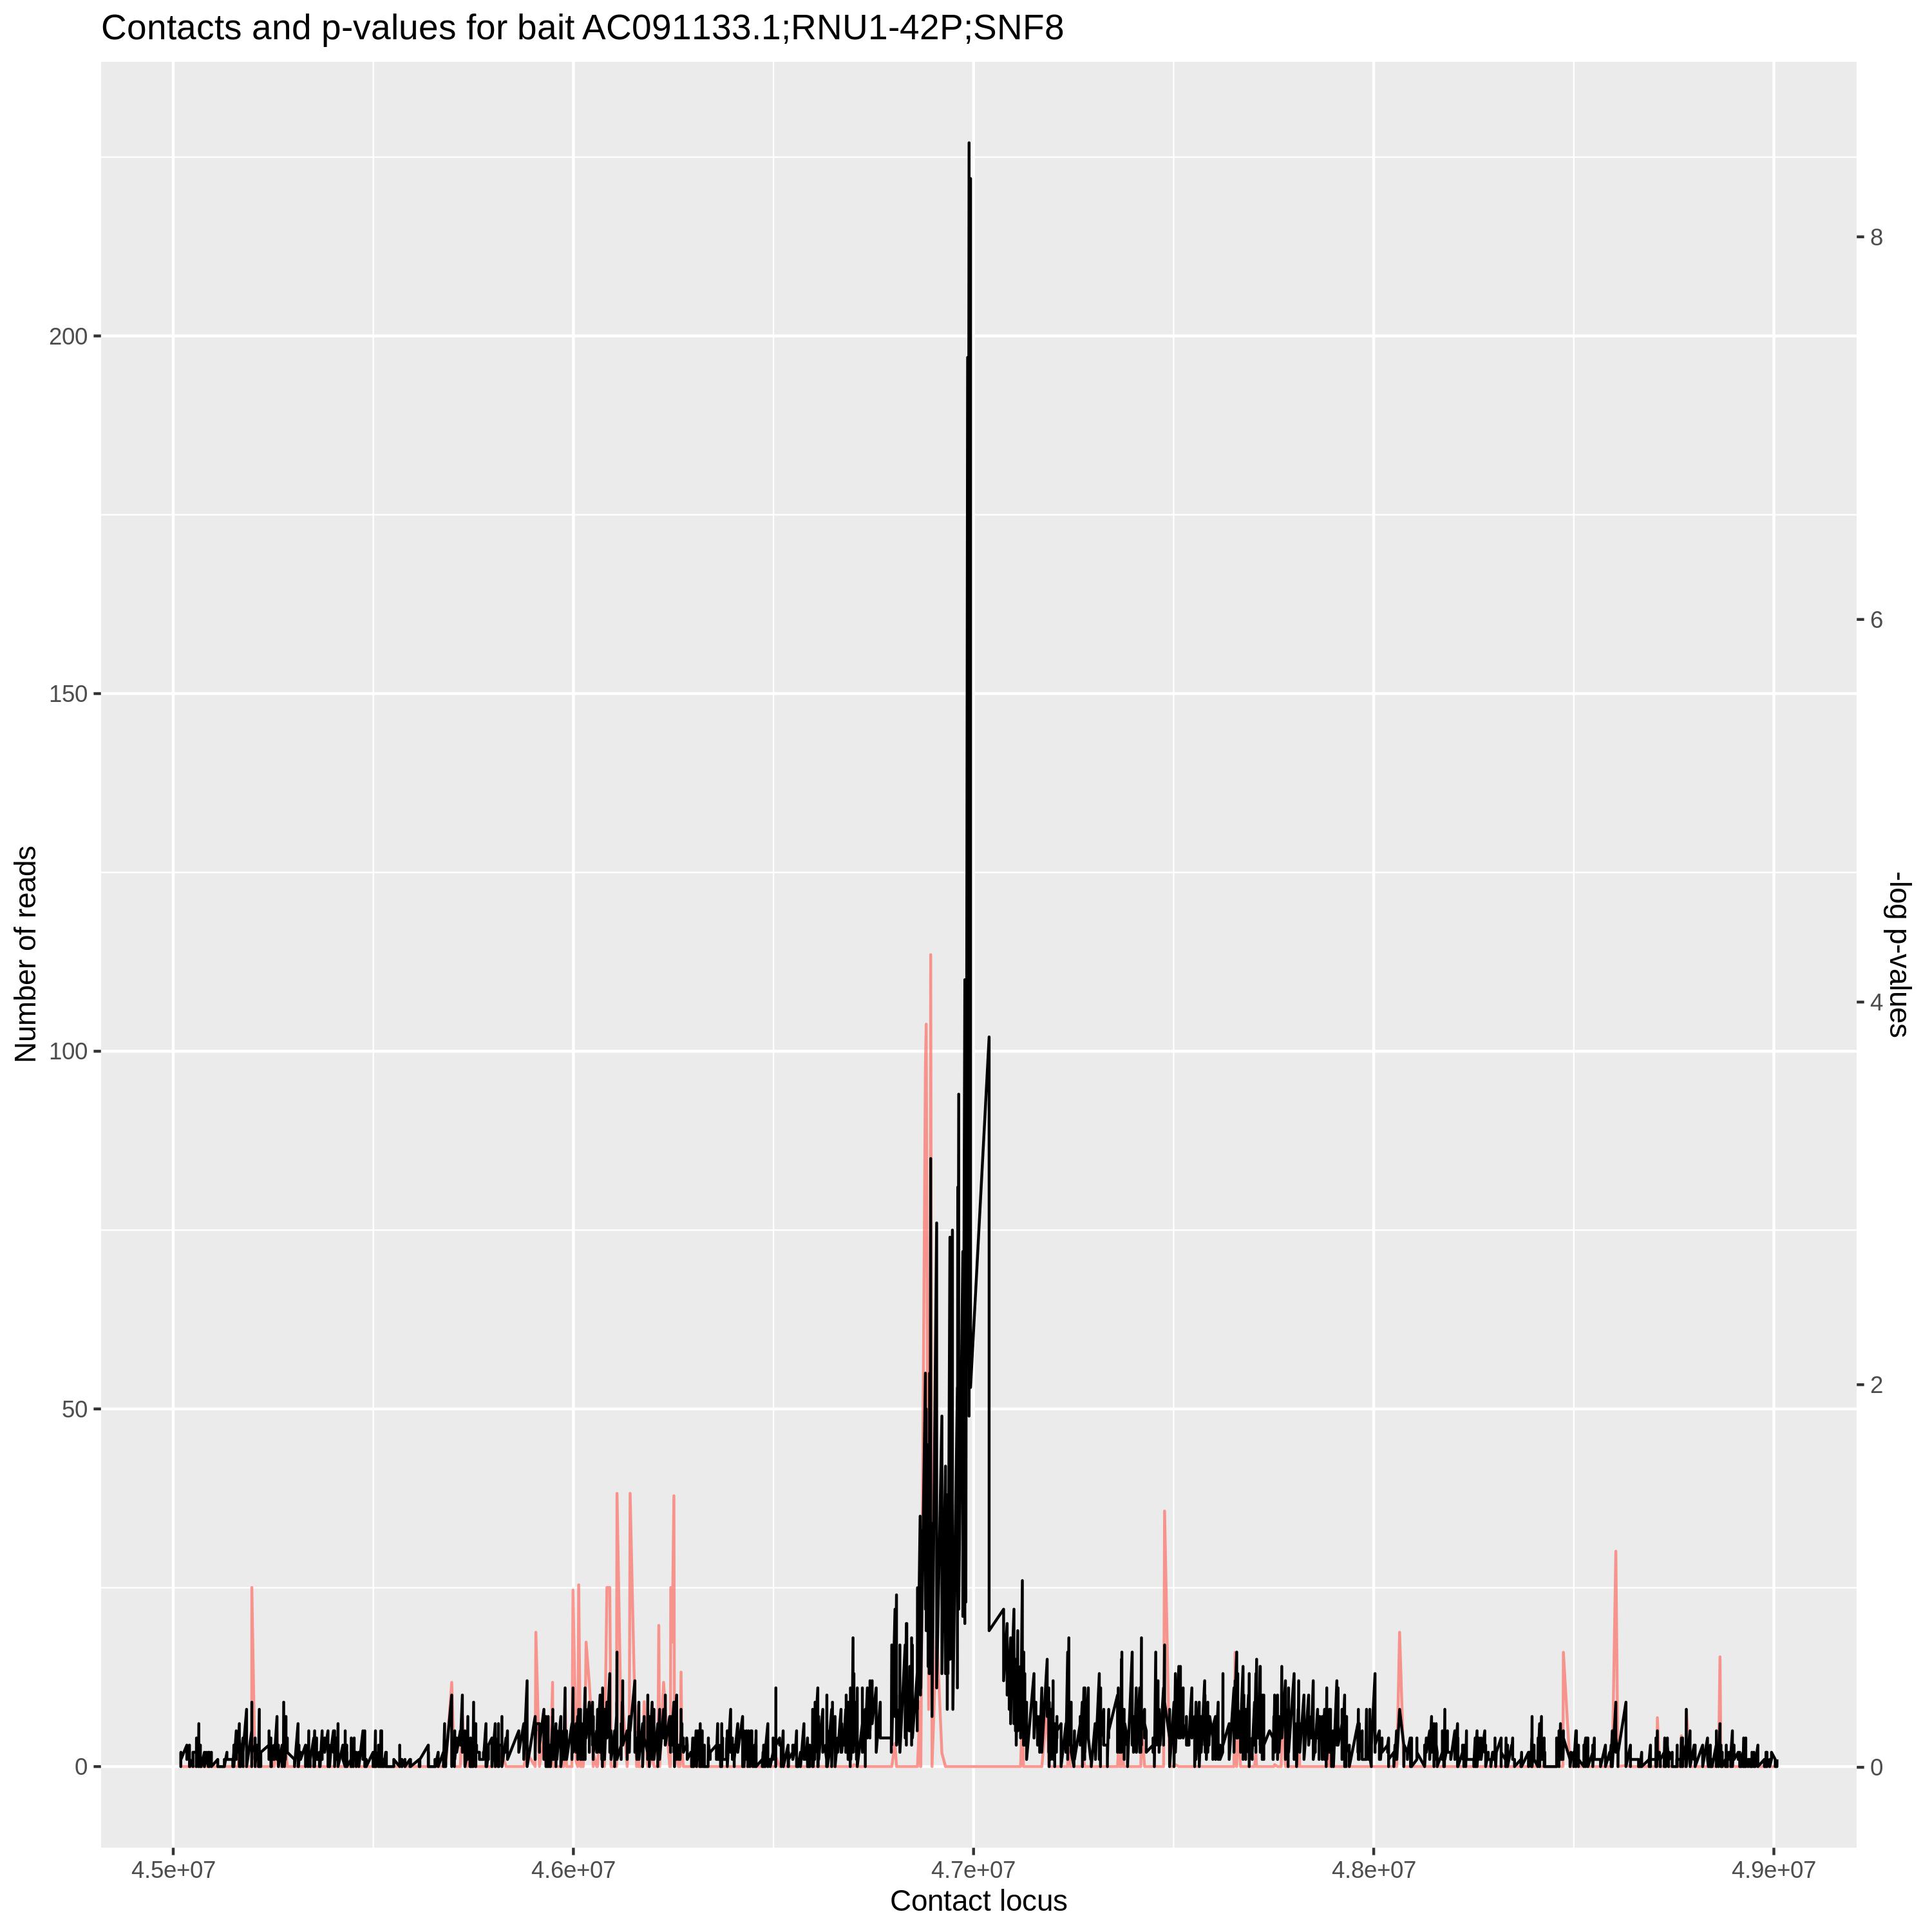 Contacts and p-values for bait AC091133.1;RNU1-42P;SNF8
Number of reads
200
150
100
50
0
8
6
4
2
0
-log p-values
4.5e+07 4.6e+07 4.7e+07 4.8e+07 4.9e+07
Contact locus